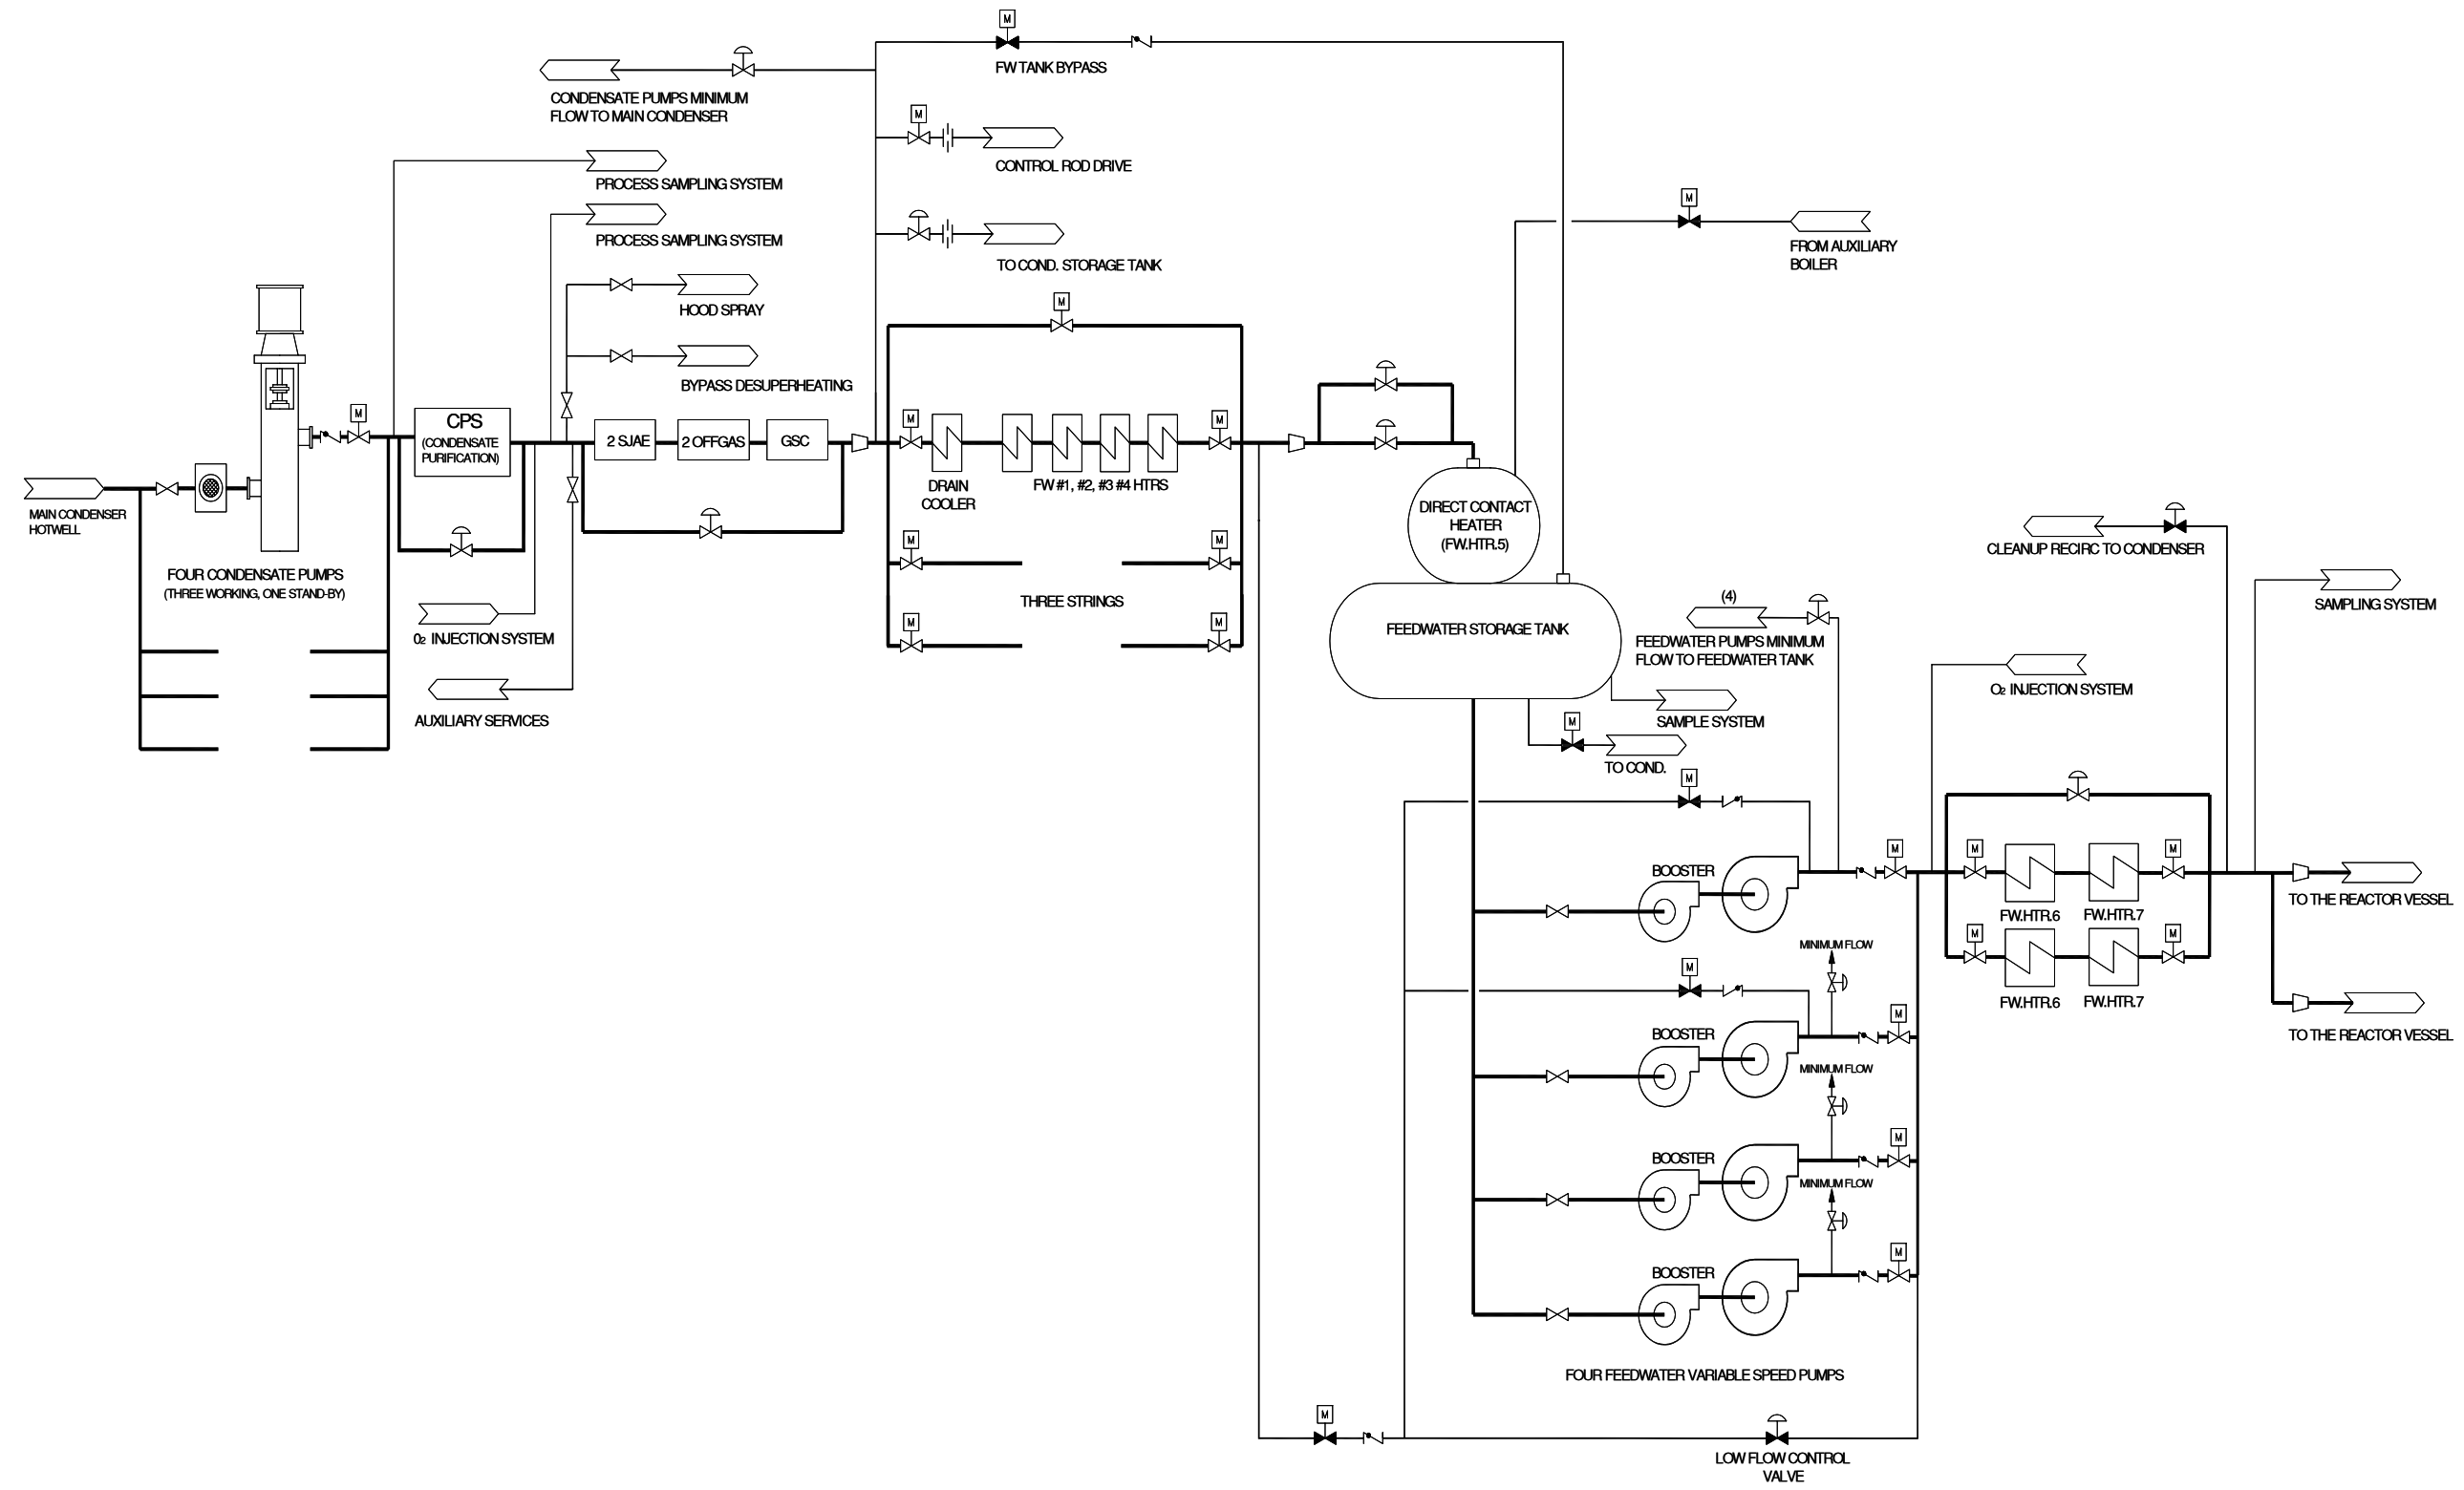 M
FW TANK BYPASS
CONDENSATE PUMPS MINIMUM
FLOW TO MAIN CONDENSER
M
CONTROL ROD DRIVE
PROCESS SAMPLING SYSTEM
PROCESS SAMPLING SYSTEM
TO COND. STORAGE TANK
M
FROM AUXILIARY
BOILER
HOOD SPRAY
BYPASS DESUPERHEATING
M
M
CPS
(CONDENSATE
PURIFICATION)
2 SJAE
2 OFFGAS
GSC
M
M
DRAIN
COOLER
FW #1, #2, #3 #4 HTRS
MAIN CONDENSER
HOTWELL
FOUR CONDENSATE PUMPS
(THREE WORKING, ONE STAND-BY)
02 INJECTION SYSTEM
AUXILIARY SERVICES
M
M
THREE STRINGS
M
M
DIRECT CONTACT
HEATER
(FW.HTR.5)
FEEDWATER STORAGE TANK
(4)
FEEDWATER PUMPS MINIMUM
FLOW TO FEEDWATER TANK
SAMPLE SYSTEM
M
TO COND.
CLEANUP RECIRC TO CONDENSER
SAMPLING SYSTEM
O2 INJECTION SYSTEM
M
BOOSTER
M
M
M
FW.HTR.6
FW.HTR.7
TO THE REACTOR VESSEL
M
M
FW.HTR.6
FW.HTR.7
TO THE REACTOR VESSEL
MINIMUM FLOW
M
BOOSTER
M
MINIMUM FLOW
BOOSTER
M
MINIMUM FLOW
BOOSTER
M
FOUR FEEDWATER VARIABLE SPEED PUMPS
M
LOW FLOW CONTROL
VALVE